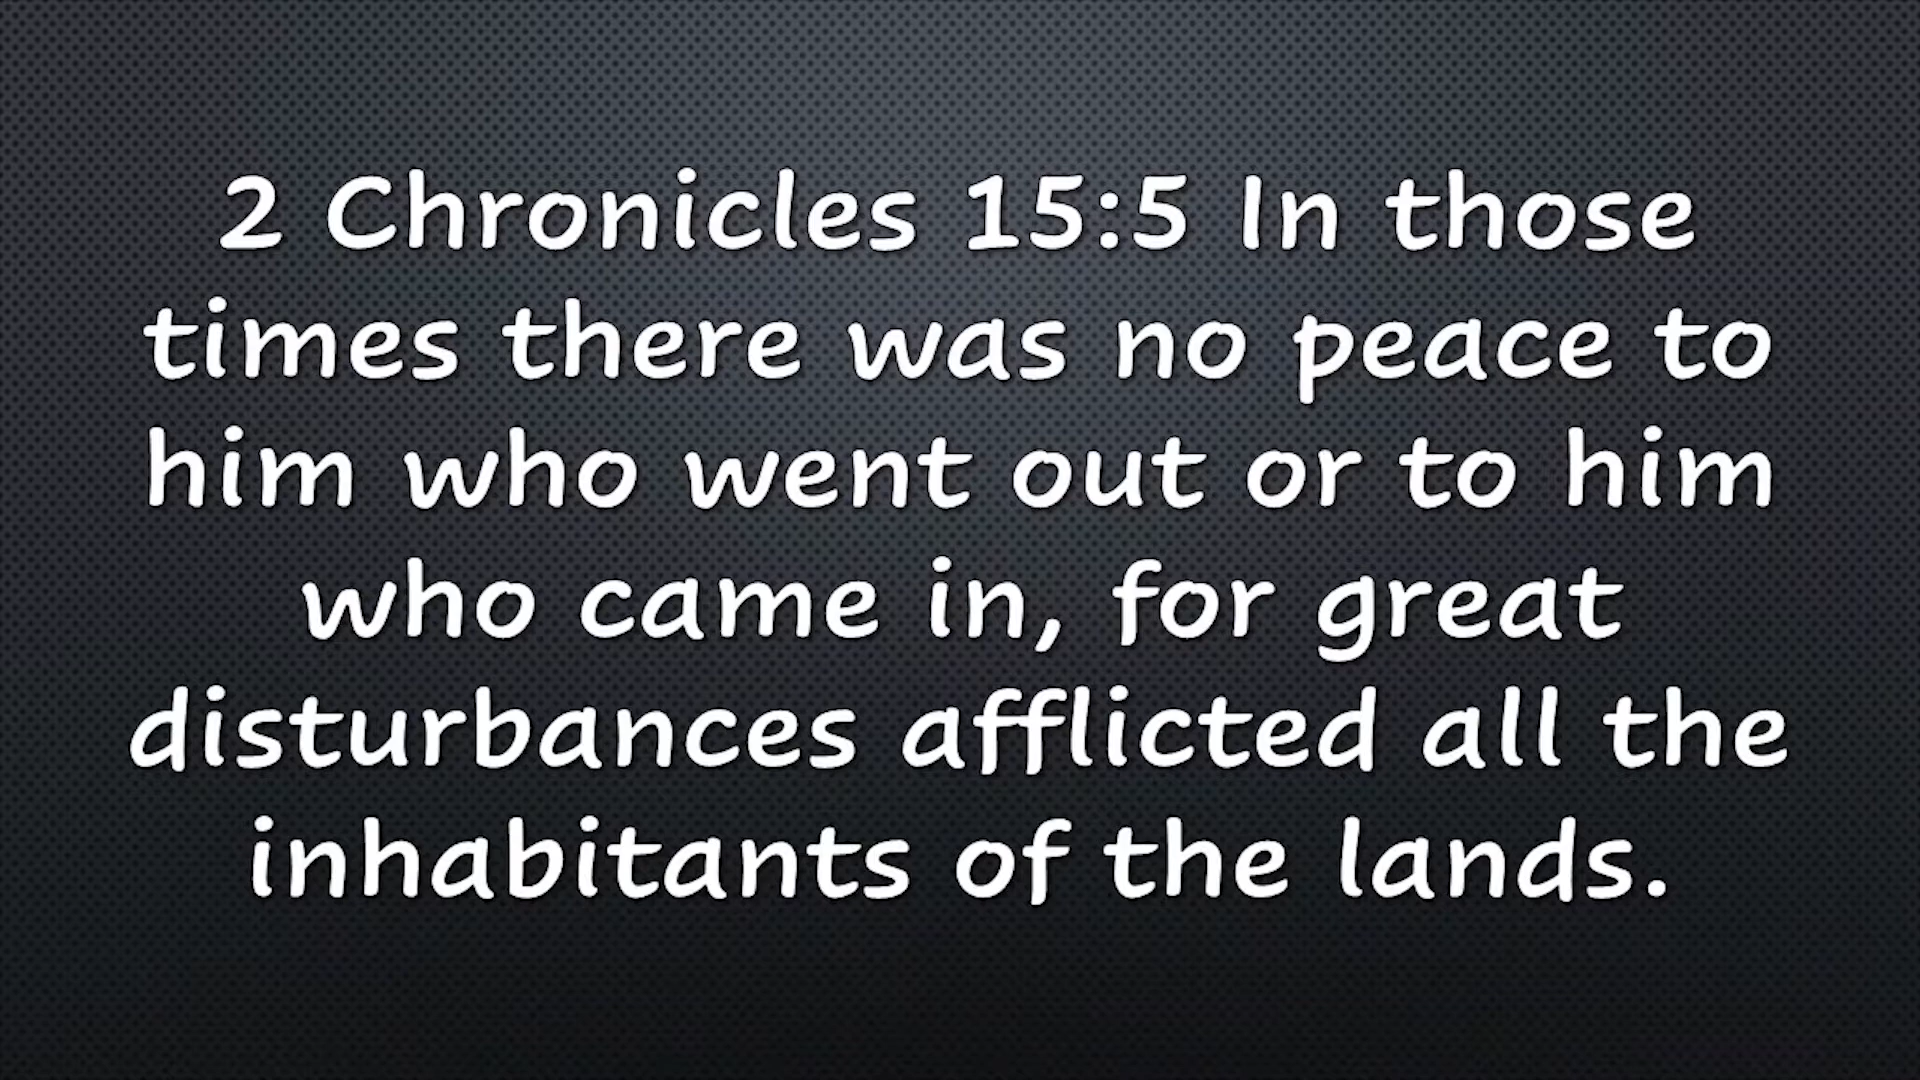 2 Chronicles 15:5 In those
times there was no peace to
him who went out or to him
who came in, for great
disturbances afflicted all the
inhabitants of the lands.